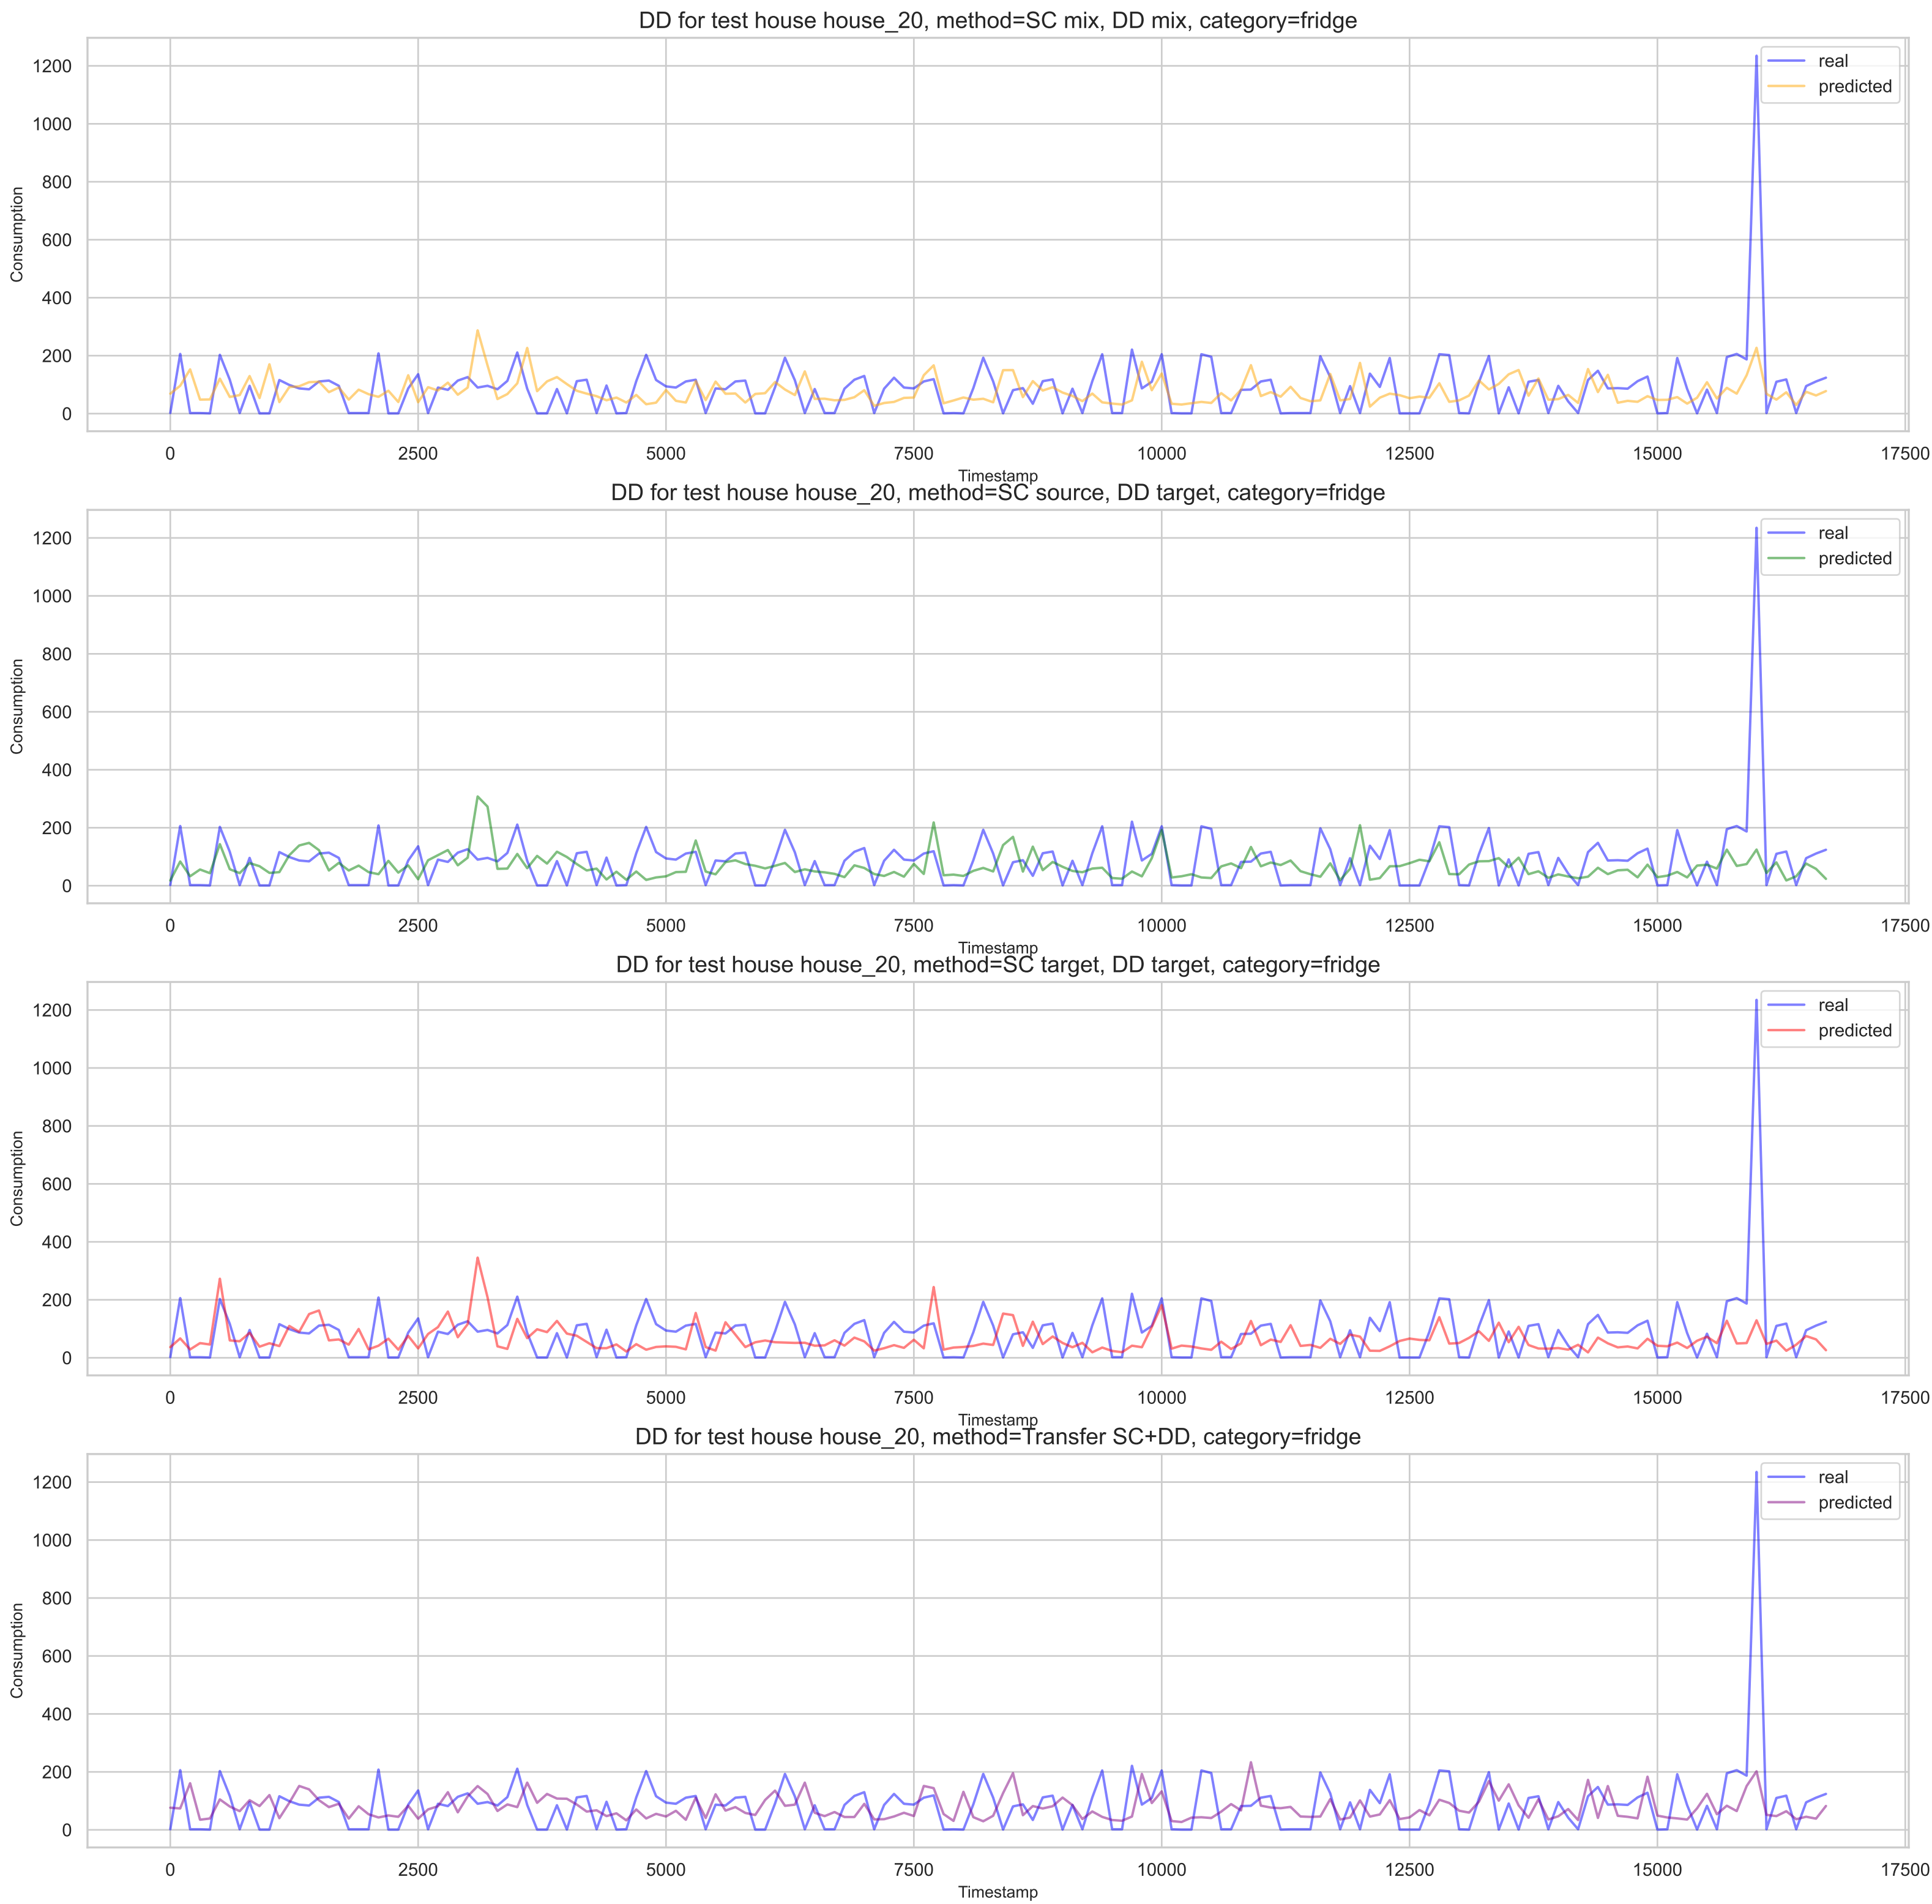 DD for test house house_20, method=SC mix, DD mix, category=fridge
1200
1000
800
600
400
200
0
Consumption
real
predicted
0 2500 5000 7500 10000 12500 15000 17500
Timestamp
DD for test house house_20, method=SC source, DD target, category=fridge
1200
1000
800
600
400
200
0
Consumption
real
predicted
0 2500 5000 7500 10000 12500 15000 17500
Timestamp
DD for test house house_20, method=SC target, DD target, category=fridge
1200
1000
800
600
400
200
0
Consumption
real
predicted
0 2500 5000 7500 10000 12500 15000 17500
Timestamp
DD for test house house_20, method=Transfer SC+DD, category=fridge
1200
1000
800
600
400
200
0
Consumption
real
predicted
0 2500 5000 7500 10000 12500 15000 17500
Timestamp